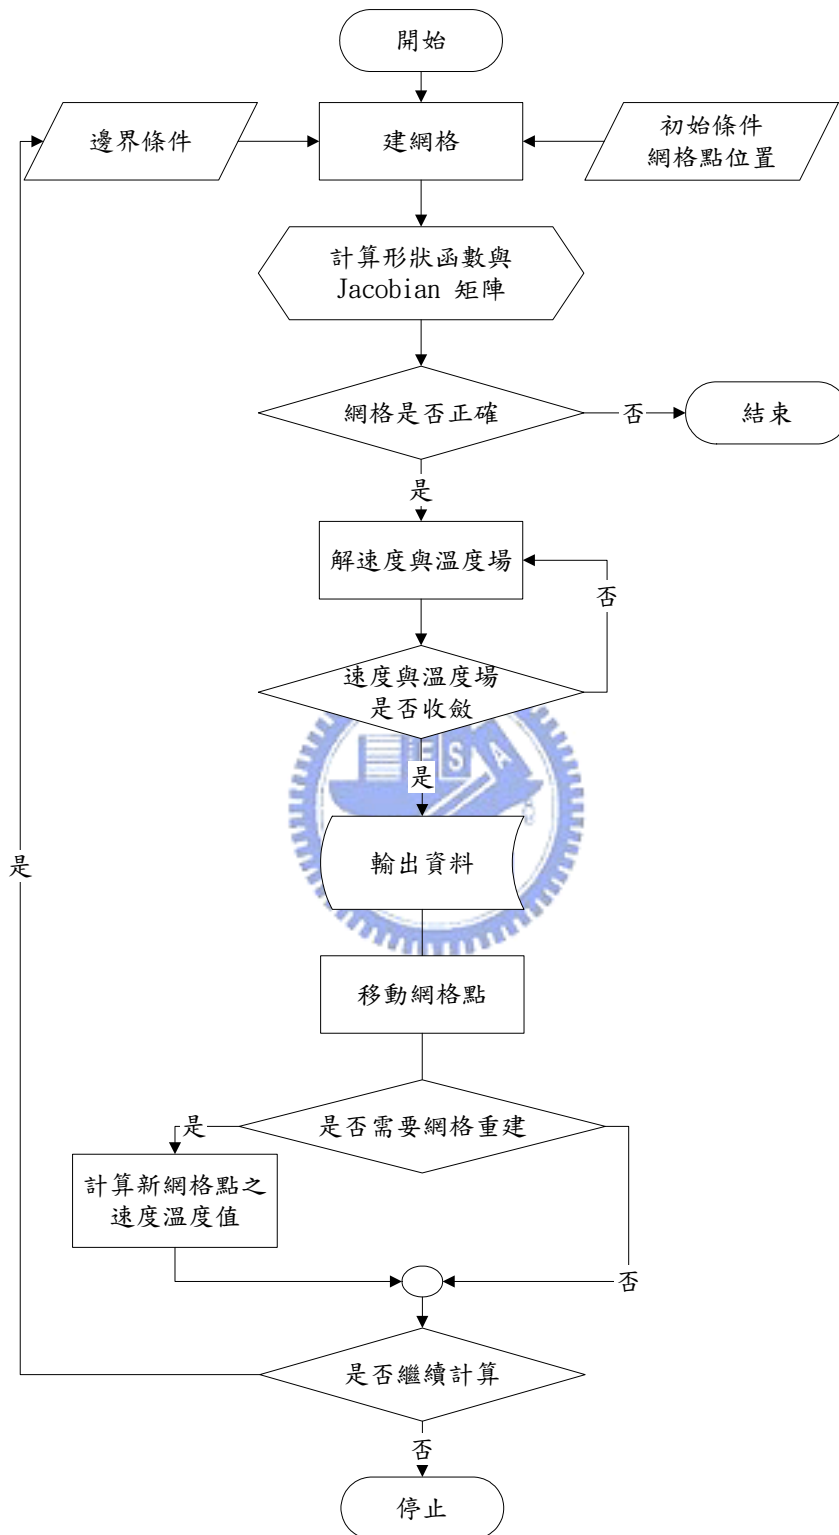 開始
邊界條件
建網格
初始條件
網格點位置
計算形狀函數與
Jacobian 矩陣
網格是否正確
否
結束
是
解速度與溫度場
否
速度與溫度場
是否收斂
E S A
是
輸出資料
是
移動網格點
是否需要網格重建
是
計算新網格點之
速度溫度值
否
是否繼續計算
否
停止